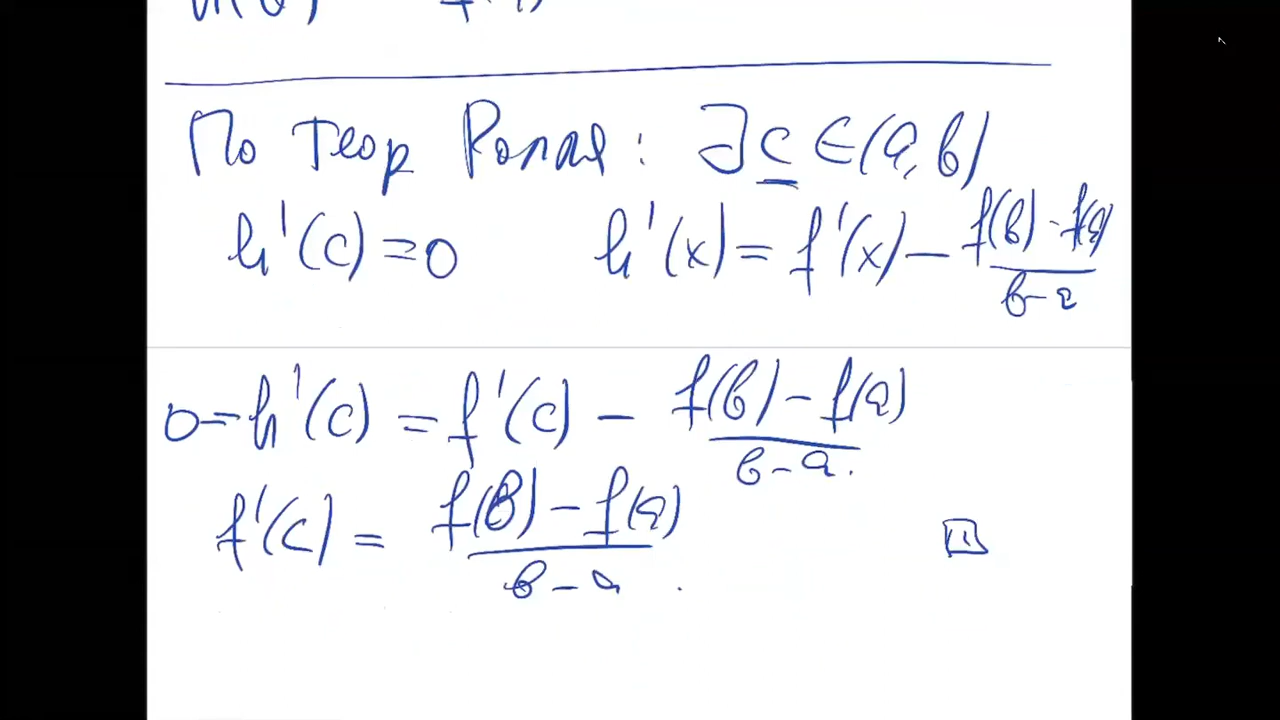 По теор Ролля : ∃ c ∈ (a, b)
h'(c) = 0 h'(x) = f'(x) − (f(b) − f(a))/(b − a)
0 = h'(c) = f'(c) − (f(b) − f(a))/(b − a).
f'(c) = (f(b) − f(a))/(b − a).